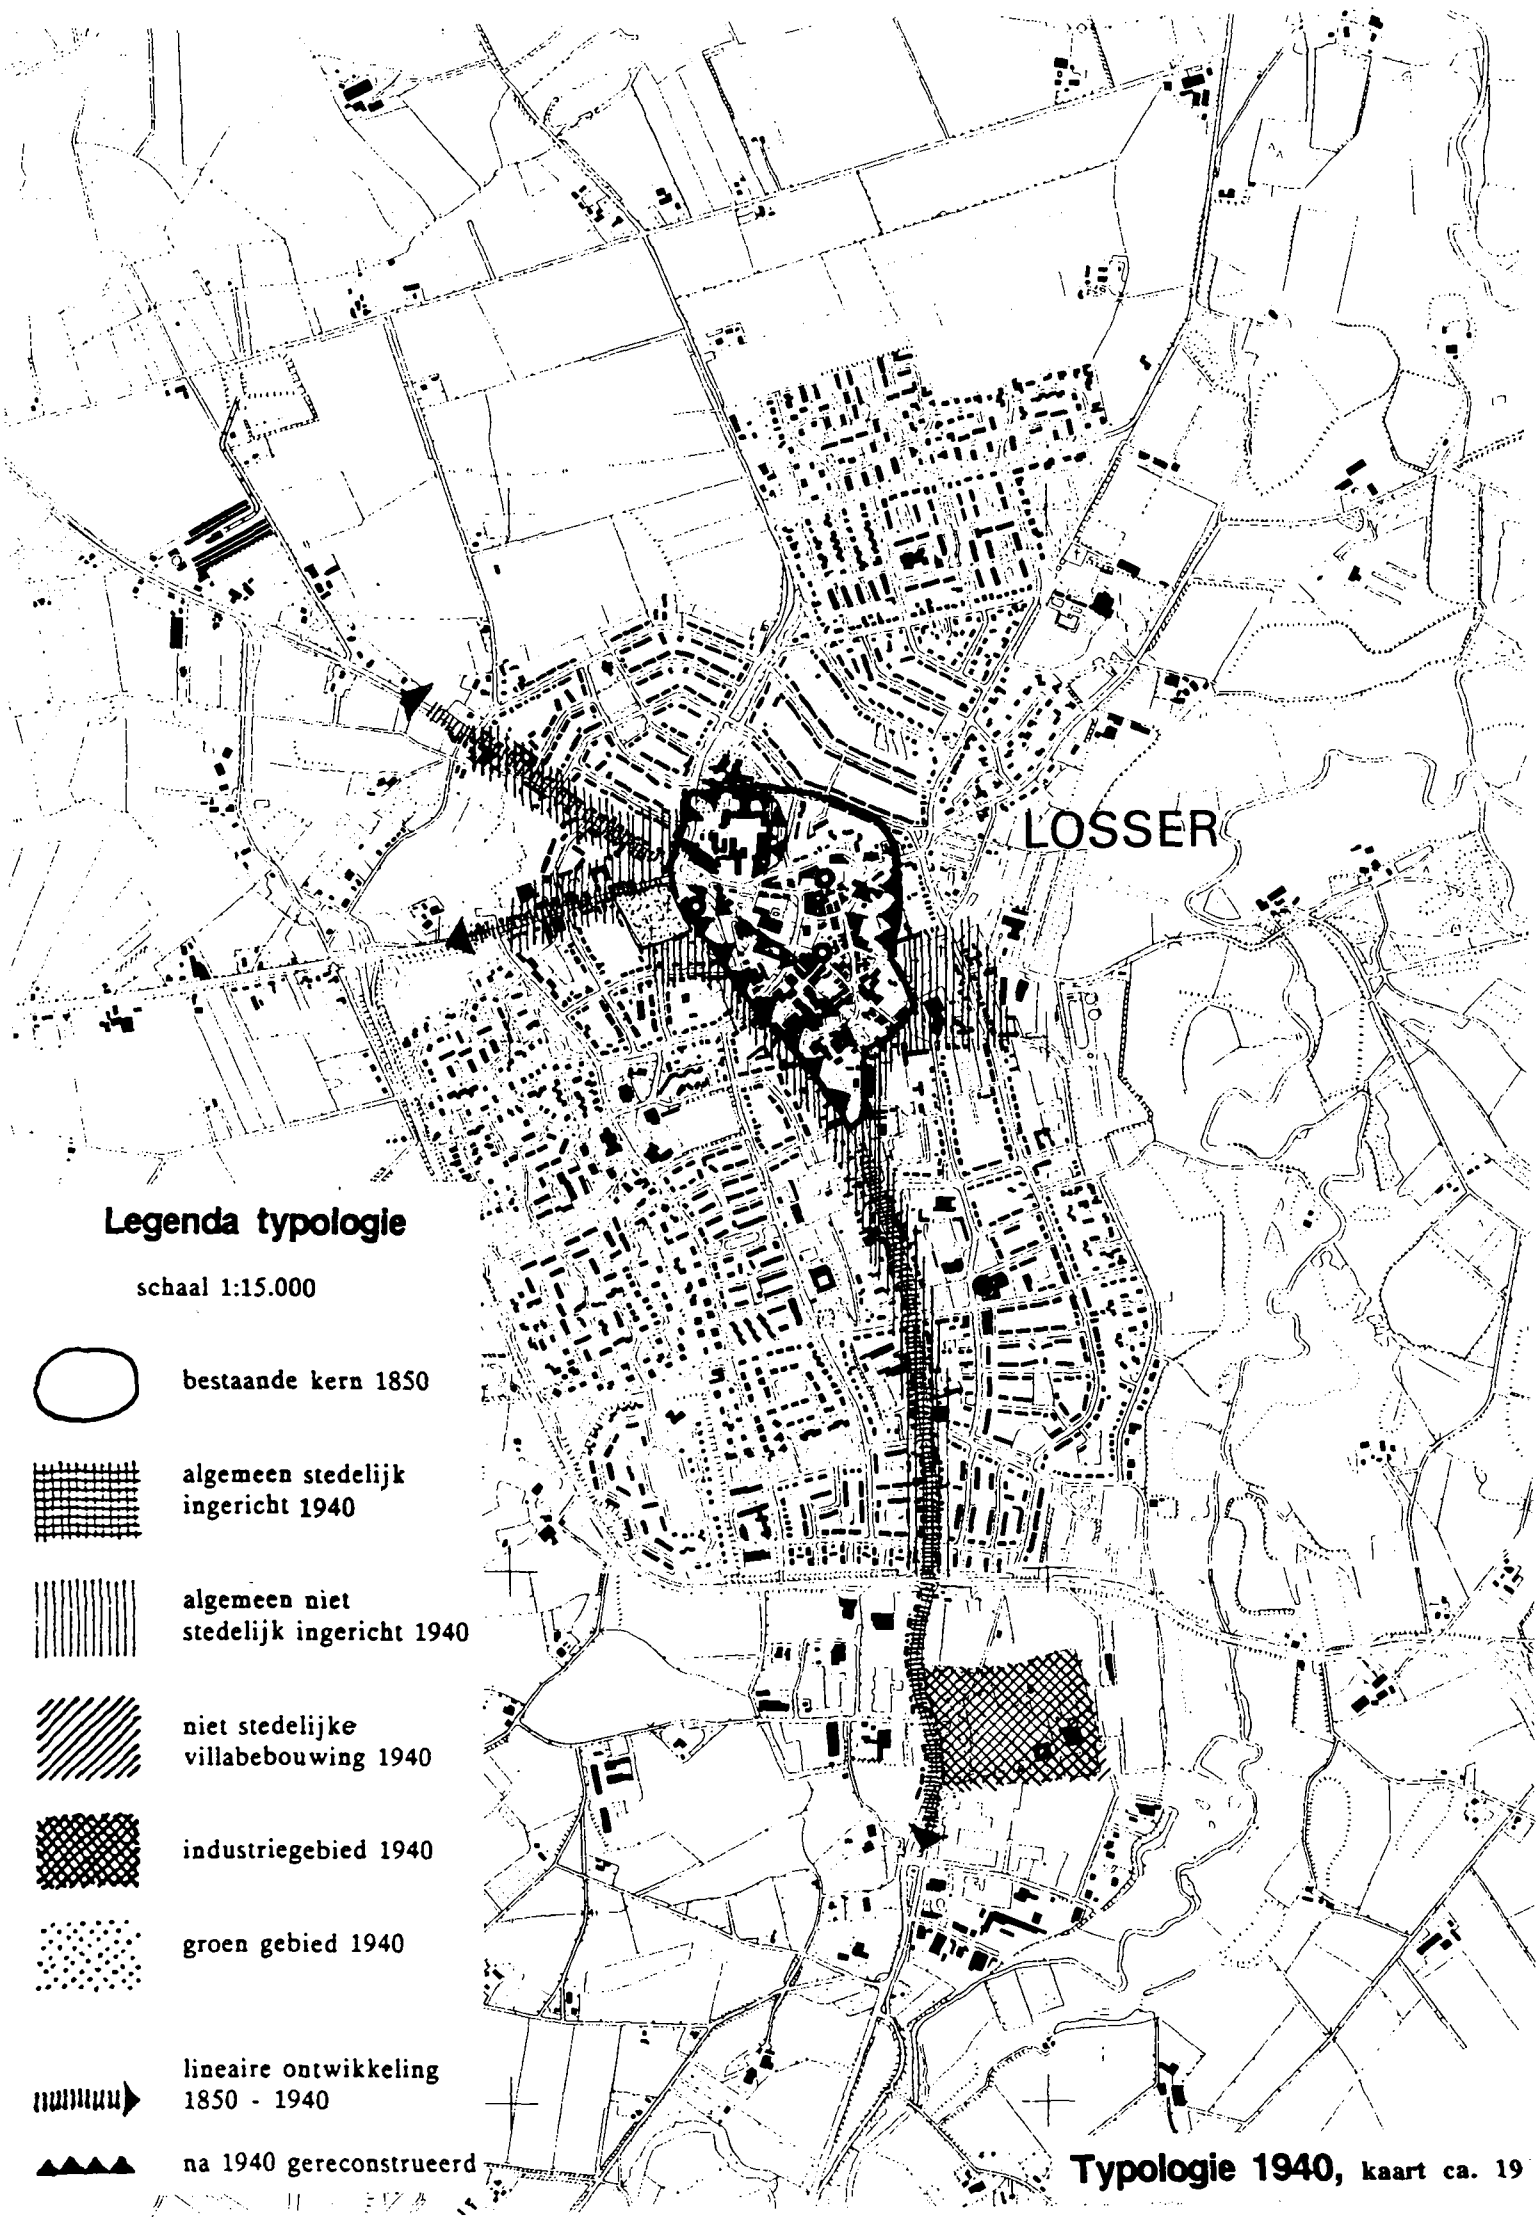 LOSSER
Legenda typologie
schaal 1:15.000
bestaande kern 1850
algemeen stedelijk
ingericht 1940
algemeen niet
stedelijk ingericht 1940
niet stedelijke
villabebouwing 1940
industriegebied 1940
groen gebied 1940
lineaire ontwikkeling
1850 - 1940
na 1940 gereconstrueerd
Typologie 1940, kaart ca. 19